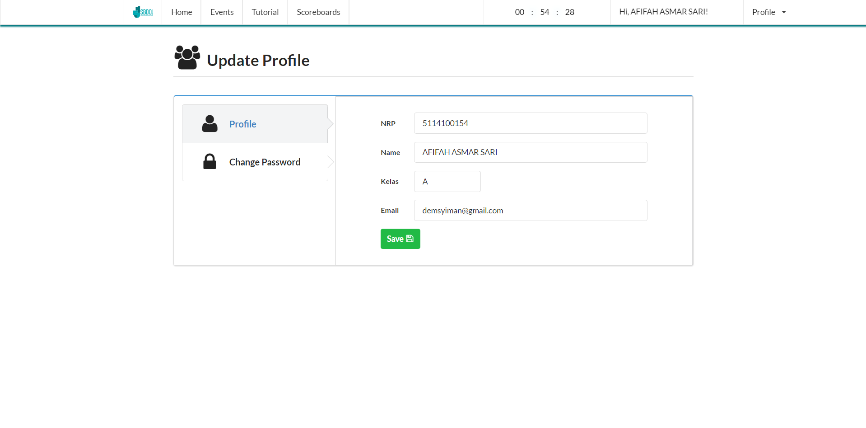 Home Events Tutorial Scoreboards 00 : 54 : 28 Hi, AFIFAH ASMAR SARI! Profile
Update Profile
Profile
Change Password
NRP 5114100154
Name AFIFAH ASMAR SARI
Kelas A
Email demsyiman@gmail.com
Save